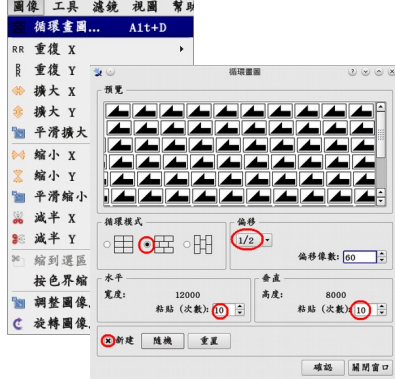 圖像 工具 濾鏡 視圖 幫助
循環畫圖... Alt+D
RR 重復 X
RR 重復 Y
擴大 X
擴大 Y
平滑擴大
縮小 X
縮小 Y
平滑縮小
減半 X
減半 Y
縮到選區
按色界縮
調整圖像.
旋轉圖像.
循環畫圖
預覽
循環模式
偏移
1/2
偏移像數: 60
水平
寬度: 12000
粘貼 (次數): 10
垂直
高度: 8000
粘貼 (次數): 10
新建 隨機 重置
確認 關閉窗口